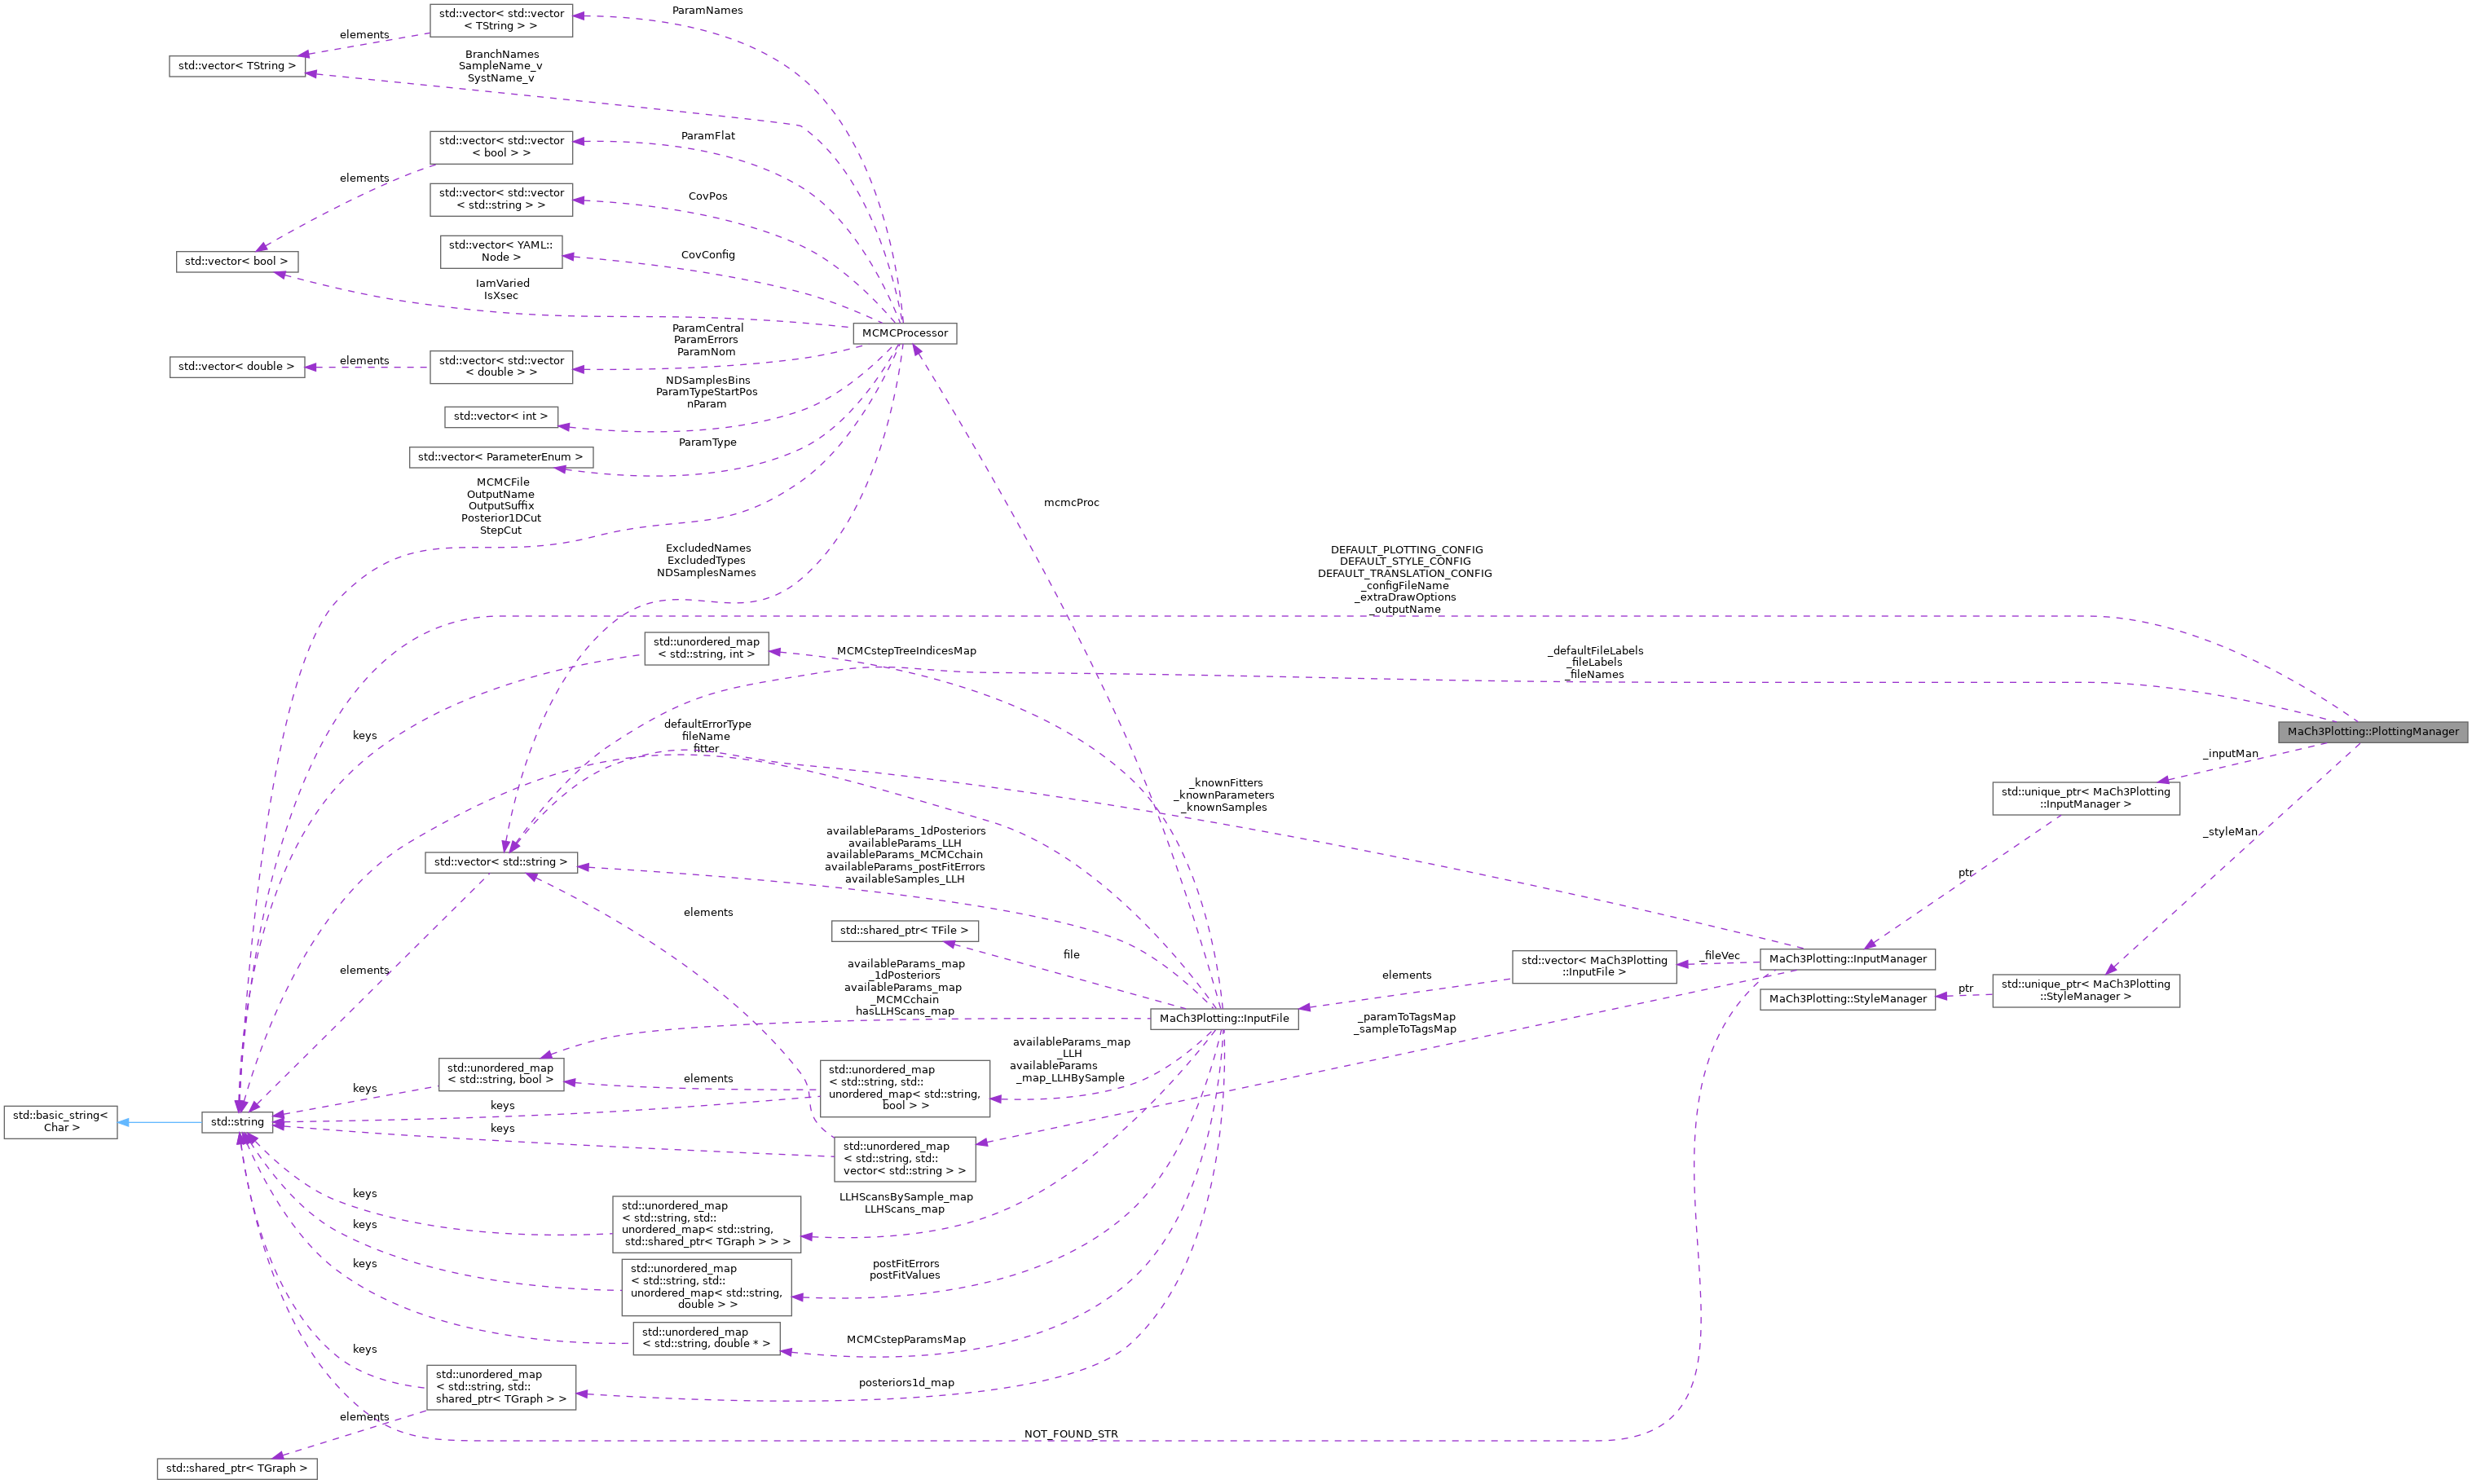 std::vector< std::vector
< TString > >
ParamNames
elements
std::vector< TString >
BranchNames
SampleName_v
SystName_v
std::vector< std::vector
< bool > >
ParamFlat
elements
std::vector< std::vector
< std::string > >
CovPos
std::vector< YAML::
Node >
CovConfig
std::vector< bool >
IamVaried
IsXsec
MCMCProcessor
ParamCentral
ParamErrors
ParamNom
std::vector< double >
elements
std::vector< std::vector
< double > >
NDSamplesBins
ParamTypeStartPos
nParam
std::vector< int >
ParamType
std::vector< ParameterEnum >
MCMCFile
OutputName
OutputSuffix
Posterior1DCut
StepCut
mcmcProc
ExcludedNames
ExcludedTypes
NDSamplesNames
DEFAULT_PLOTTING_CONFIG
DEFAULT_STYLE_CONFIG
DEFAULT_TRANSLATION_CONFIG
_configFileName
_extraDrawOptions
_outputName
std::unordered_map
< std::string, int >
MCMCstepTreeIndicesMap
_defaultFileLabels
_fileLabels
_fileNames
keys
defaultErrorType
fileName
fitter
MaCh3Plotting::PlottingManager
_inputMan
_knownFitters
_knownParameters
_knownSamples
std::unique_ptr< MaCh3Plotting
::InputManager >
_styleMan
availableParams_1dPosteriors
availableParams_LLH
availableParams_MCMCchain
availableParams_postFitErrors
availableSamples_LLH
std::vector< std::string >
ptr
elements
std::shared_ptr< TFile >
file
_fileVec
MaCh3Plotting::InputManager
std::vector< MaCh3Plotting
::InputFile >
elements
elements
availableParams_map
_1dPosteriors
availableParams_map
_MCMCchain
hasLLHScans_map
MaCh3Plotting::StyleManager
ptr
std::unique_ptr< MaCh3Plotting
::StyleManager >
MaCh3Plotting::InputFile
_paramToTagsMap
_sampleToTagsMap
availableParams_map
_LLH
availableParams
_map_LLHBySample
std::unordered_map
< std::string, bool >
elements
std::unordered_map
< std::string, std::
unordered_map< std::string,
bool > >
keys
keys
std::basic_string<
Char >
std::string
keys
std::unordered_map
< std::string, std::
vector< std::string > >
keys
std::unordered_map
< std::string, std::
unordered_map< std::string,
std::shared_ptr< TGraph > > >
LLHScansBySample_map
LLHScans_map
keys
std::unordered_map
< std::string, std::
unordered_map< std::string,
double > >
postFitErrors
postFitValues
keys
std::unordered_map
< std::string, double * >
MCMCstepParamsMap
keys
std::unordered_map
< std::string, std::
shared_ptr< TGraph > >
posteriors1d_map
elements
NOT_FOUND_STR
std::shared_ptr< TGraph >